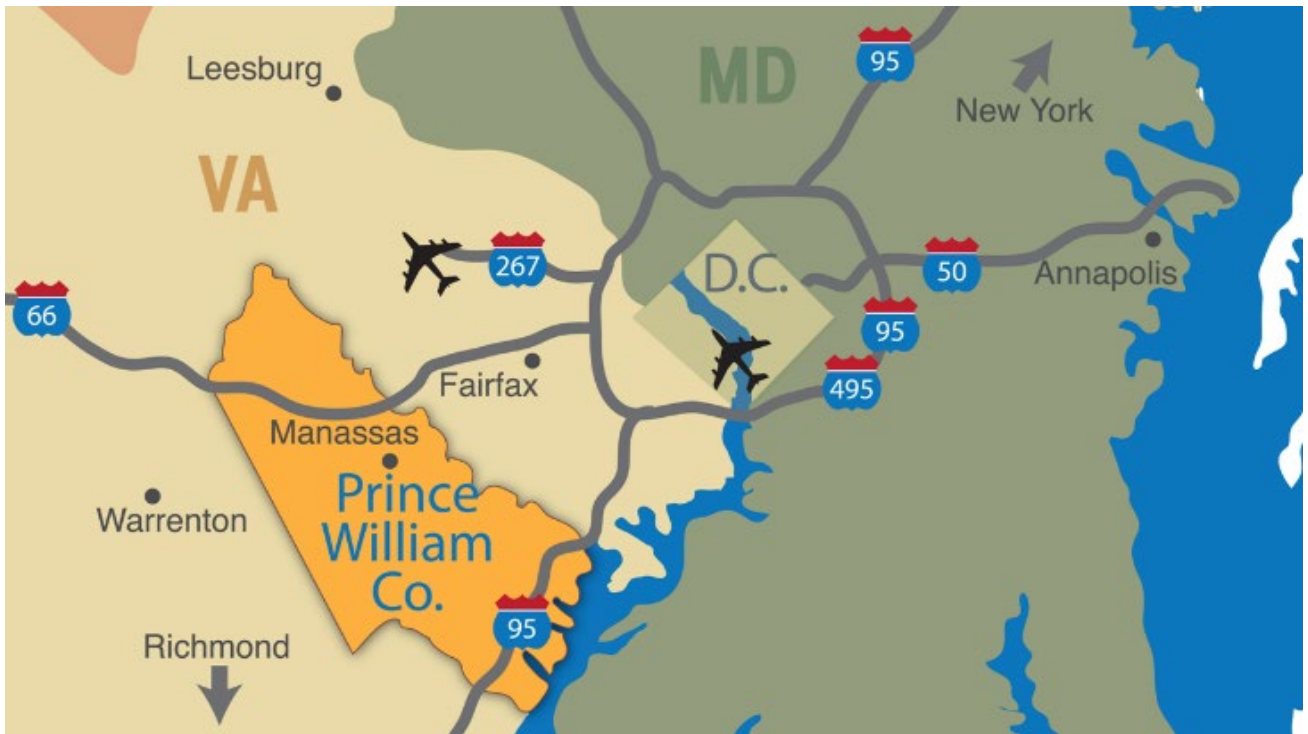 Leesburg
MD
95
New York
VA
267
D.C.
50
Annapolis
66
95
Fairfax
495
Manassas
Prince
William
Co.
Warrenton
95
Richmond